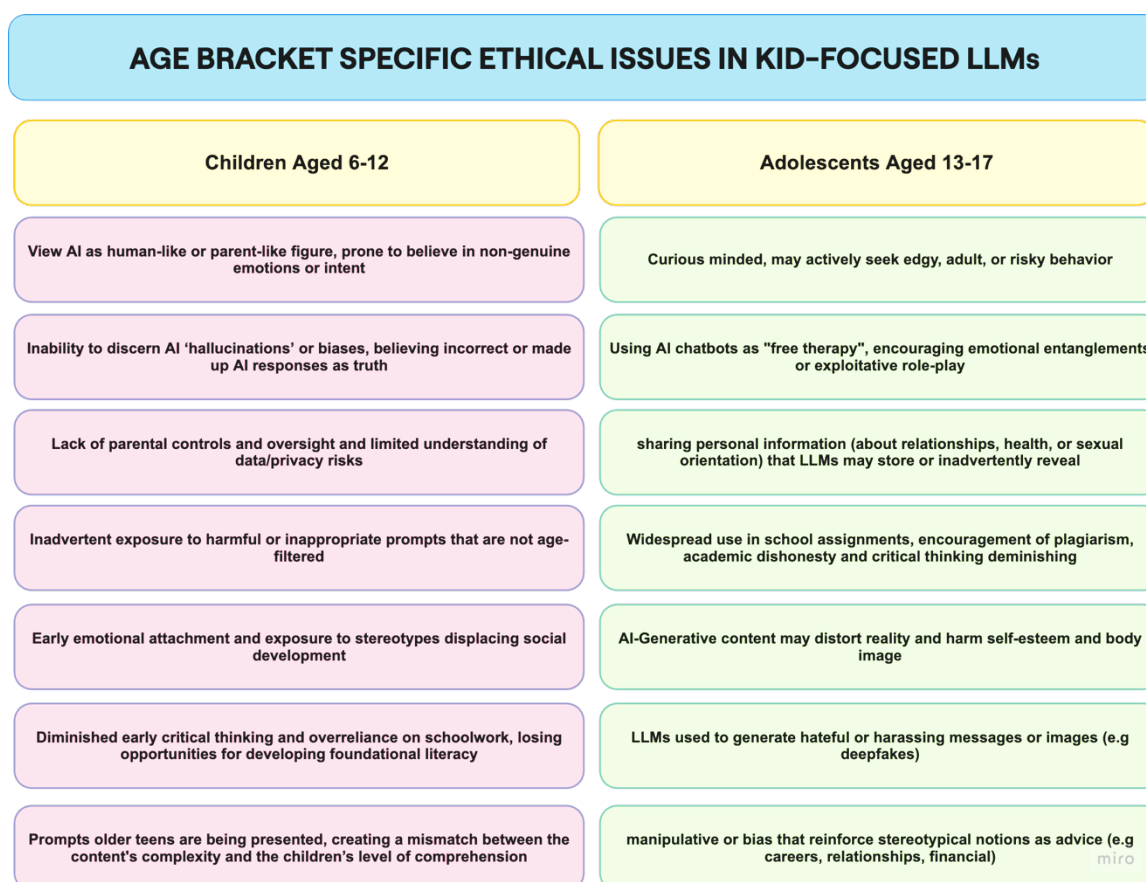 AGE BRACKET SPECIFIC ETHICAL ISSUES IN KID-FOCUSED LLMs
Children Aged 6-12
Adolescents Aged 13-17
View AI as human-like or parent-like figure, prone to believe in non-genuine
emotions or intent
Curious minded, may actively seek edgy, adult, or risky behavior
Inability to discern AI ‘hallucinations’ or biases, believing incorrect or made
up AI responses as truth
Using AI chatbots as "free therapy", encouraging emotional entanglements
or exploitative role-play
Lack of parental controls and oversight and limited understanding of
data/privacy risks
sharing personal information (about relationships, health, or sexual
orientation) that LLMs may store or inadvertently reveal
Inadvertent exposure to harmful or inappropriate prompts that are not age-
filtered
Widespread use in school assignments, encouragement of plagiarism,
academic dishonesty and critical thinking deminishing
Early emotional attachment and exposure to stereotypes displacing social
development
AI-Generative content may distort reality and harm self-esteem and body
image
Diminished early critical thinking and overreliance on schoolwork, losing
opportunities for developing foundational literacy
LLMs used to generate hateful or harassing messages or images (e.g
deepfakes)
Prompts older teens are being presented, creating a mismatch between the
content's complexity and the children’s level of comprehension
manipulative or bias that reinforce stereotypical notions as advice (e.g
careers, relationships, financial)
miro